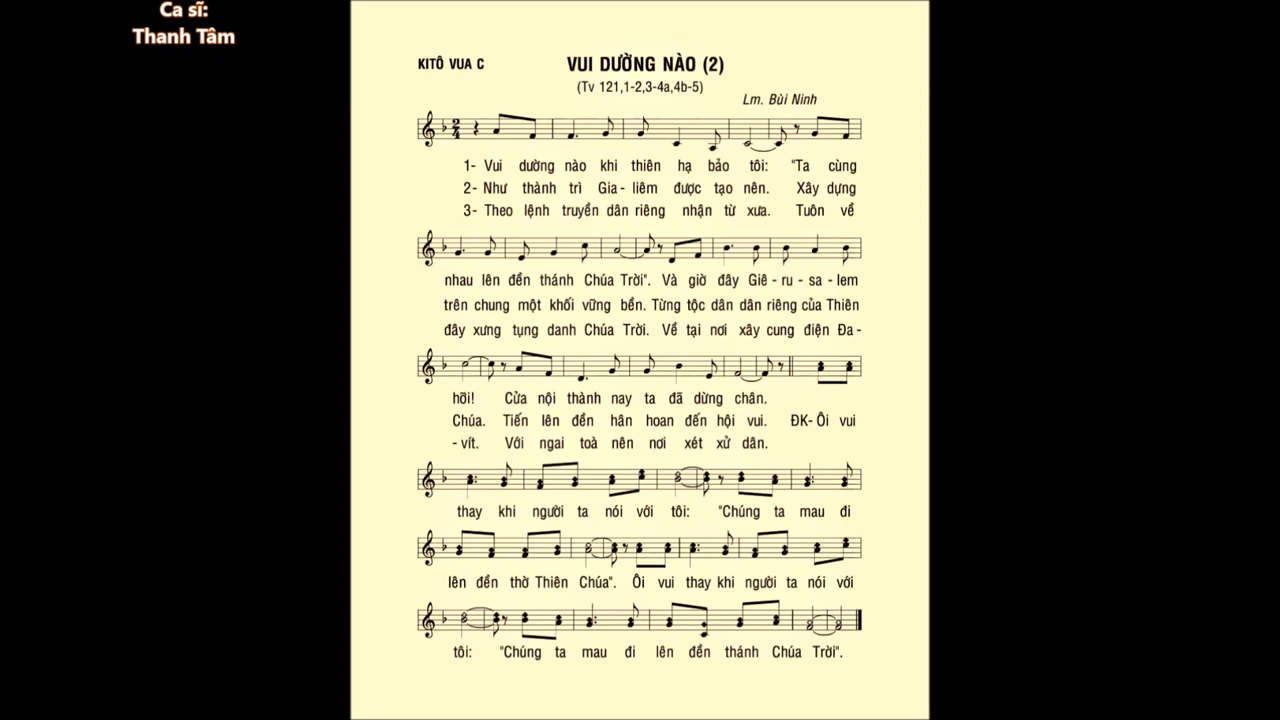 Ca sĩ:
Thanh Tâm
KITÔ VUA C
VUI DƯỜNG NÀO (2)
(Tv 121,1-2,3-4a,4b-5)
Lm. Bùi Ninh
1- Vui dường nào khi thiên hạ bảo tôi: "Ta cùng
2- Như thành trì Gia - liêm được tạo nên. Xây dựng
3- Theo lệnh truyền dân riêng nhận từ xưa. Tuôn về
nhau lên đền thánh Chúa Trời". Và giờ đây Giê - ru - sa - lem
trên chung một khối vững bền. Từng tộc dân dân riêng của Thiên
đây xưng tụng danh Chúa Trời. Về tại nơi xây cung điện Đa -
hỡi! Cửa nội thành nay ta đã dừng chân.
Chúa. Tiến lên đền hân hoan đến hội vui. ĐK- Ôi vui
- vít. Với ngai toà nên nơi xét xử dân.
thay khi người ta nói với tôi: "Chúng ta mau đi
lên đền thờ Thiên Chúa". Ôi vui thay khi người ta nói với
tôi: "Chúng ta mau đi lên đền thánh Chúa Trời".